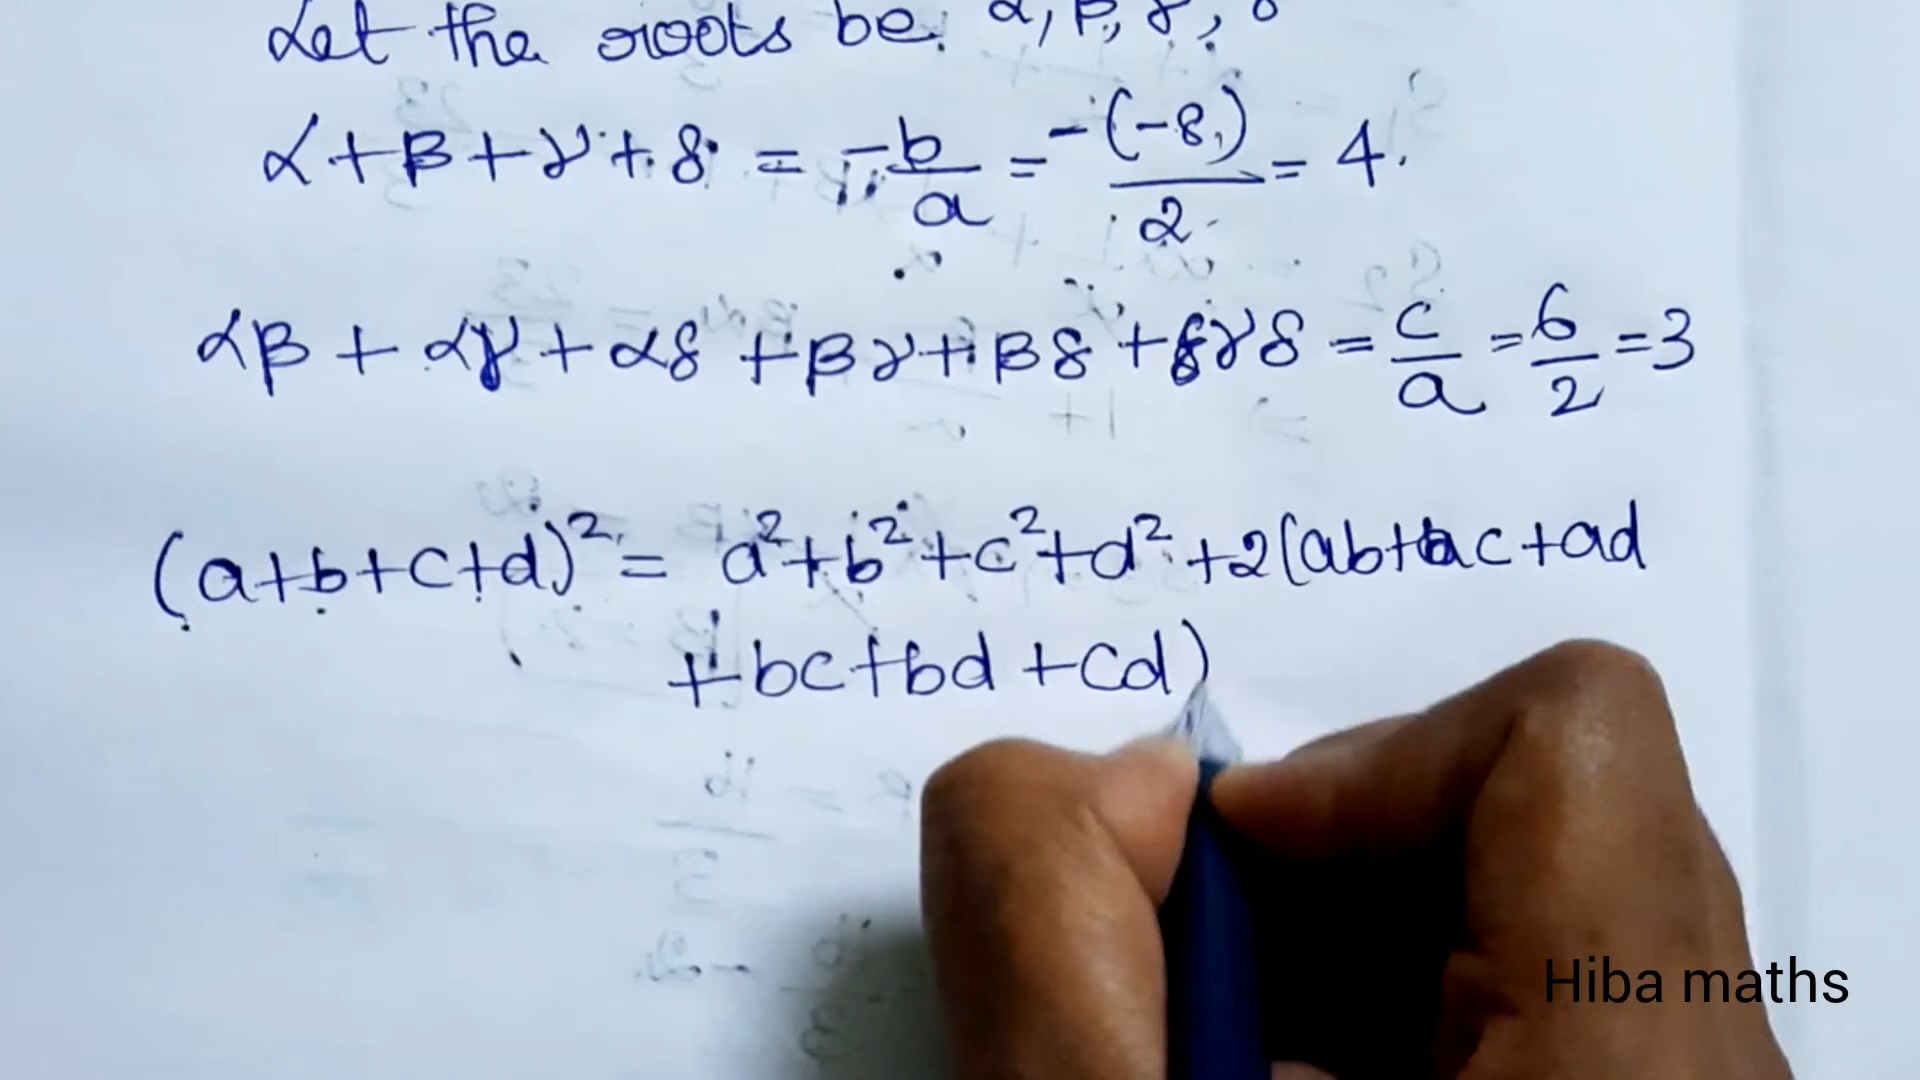 Let the roots be α, β, γ, δ
α+β+γ+δ = -b/a = -(-8)/2 = 4.
αβ + αγ + αδ + βγ + βδ + γδ = c/a = 6/2 = 3
(a+b+c+d)² = a²+b²+c²+d² +2(ab+ac+ad
+ bc+bd +cd)
Hiba maths